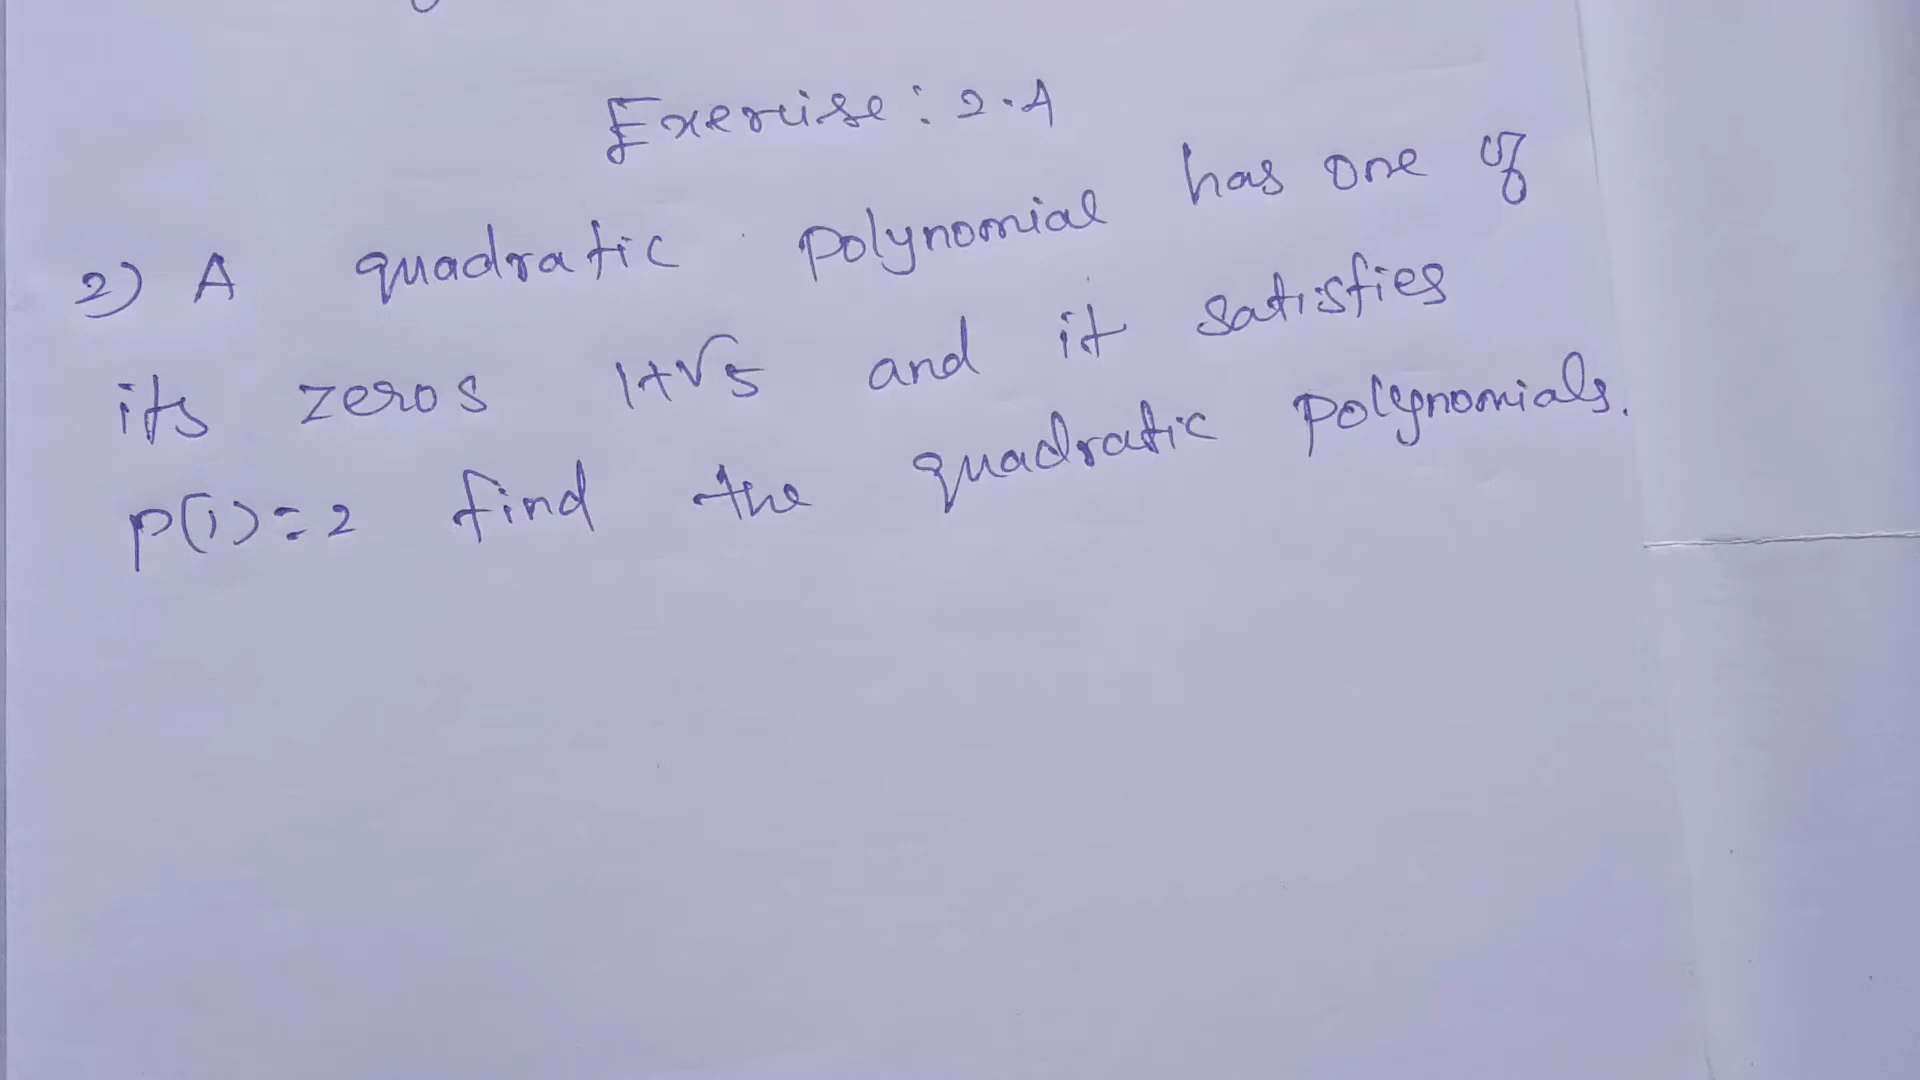 Exercise: 2.A
2) A quadratic polynomial has one of
its zeros 1+√5 and it satisfies
p(1)=2 find the quadratic polynomials.